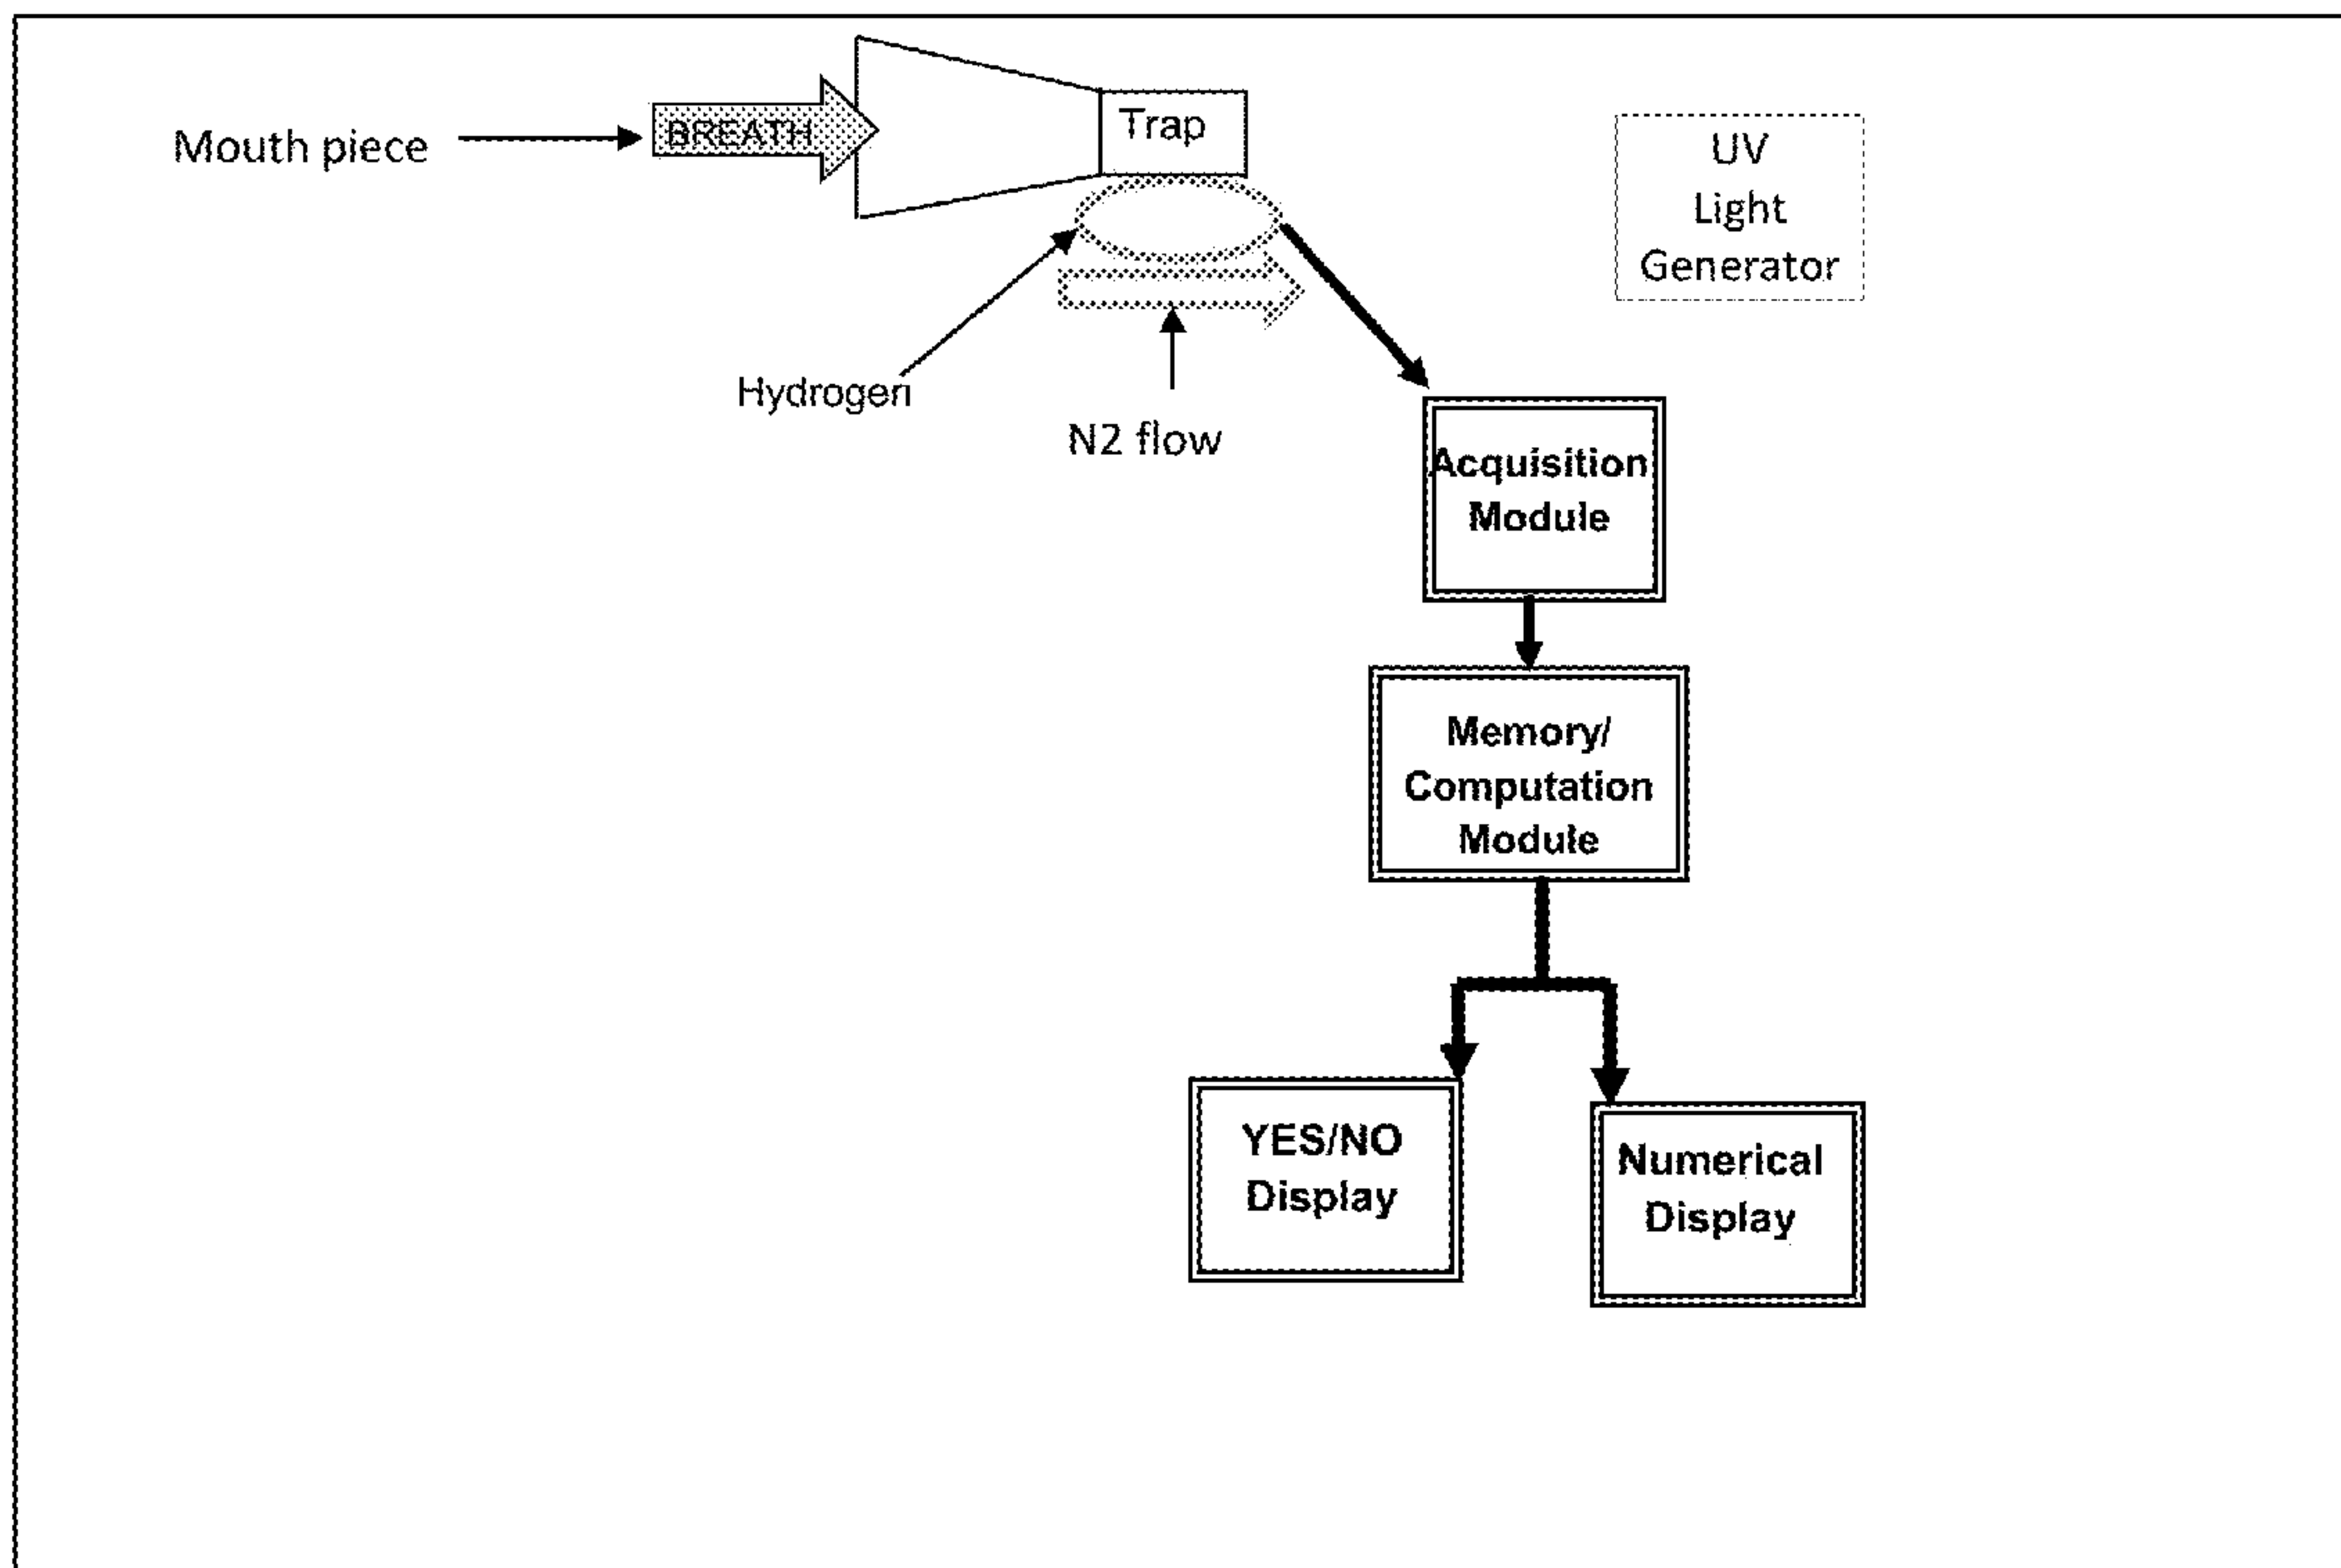 Mouth piece
BREATH
Trap
UV
Light
Generator
Hydrogen
N2 flow
Acquisition
Module
Memory/
Computation
Module
YES/NO
Display
Numerical
Display